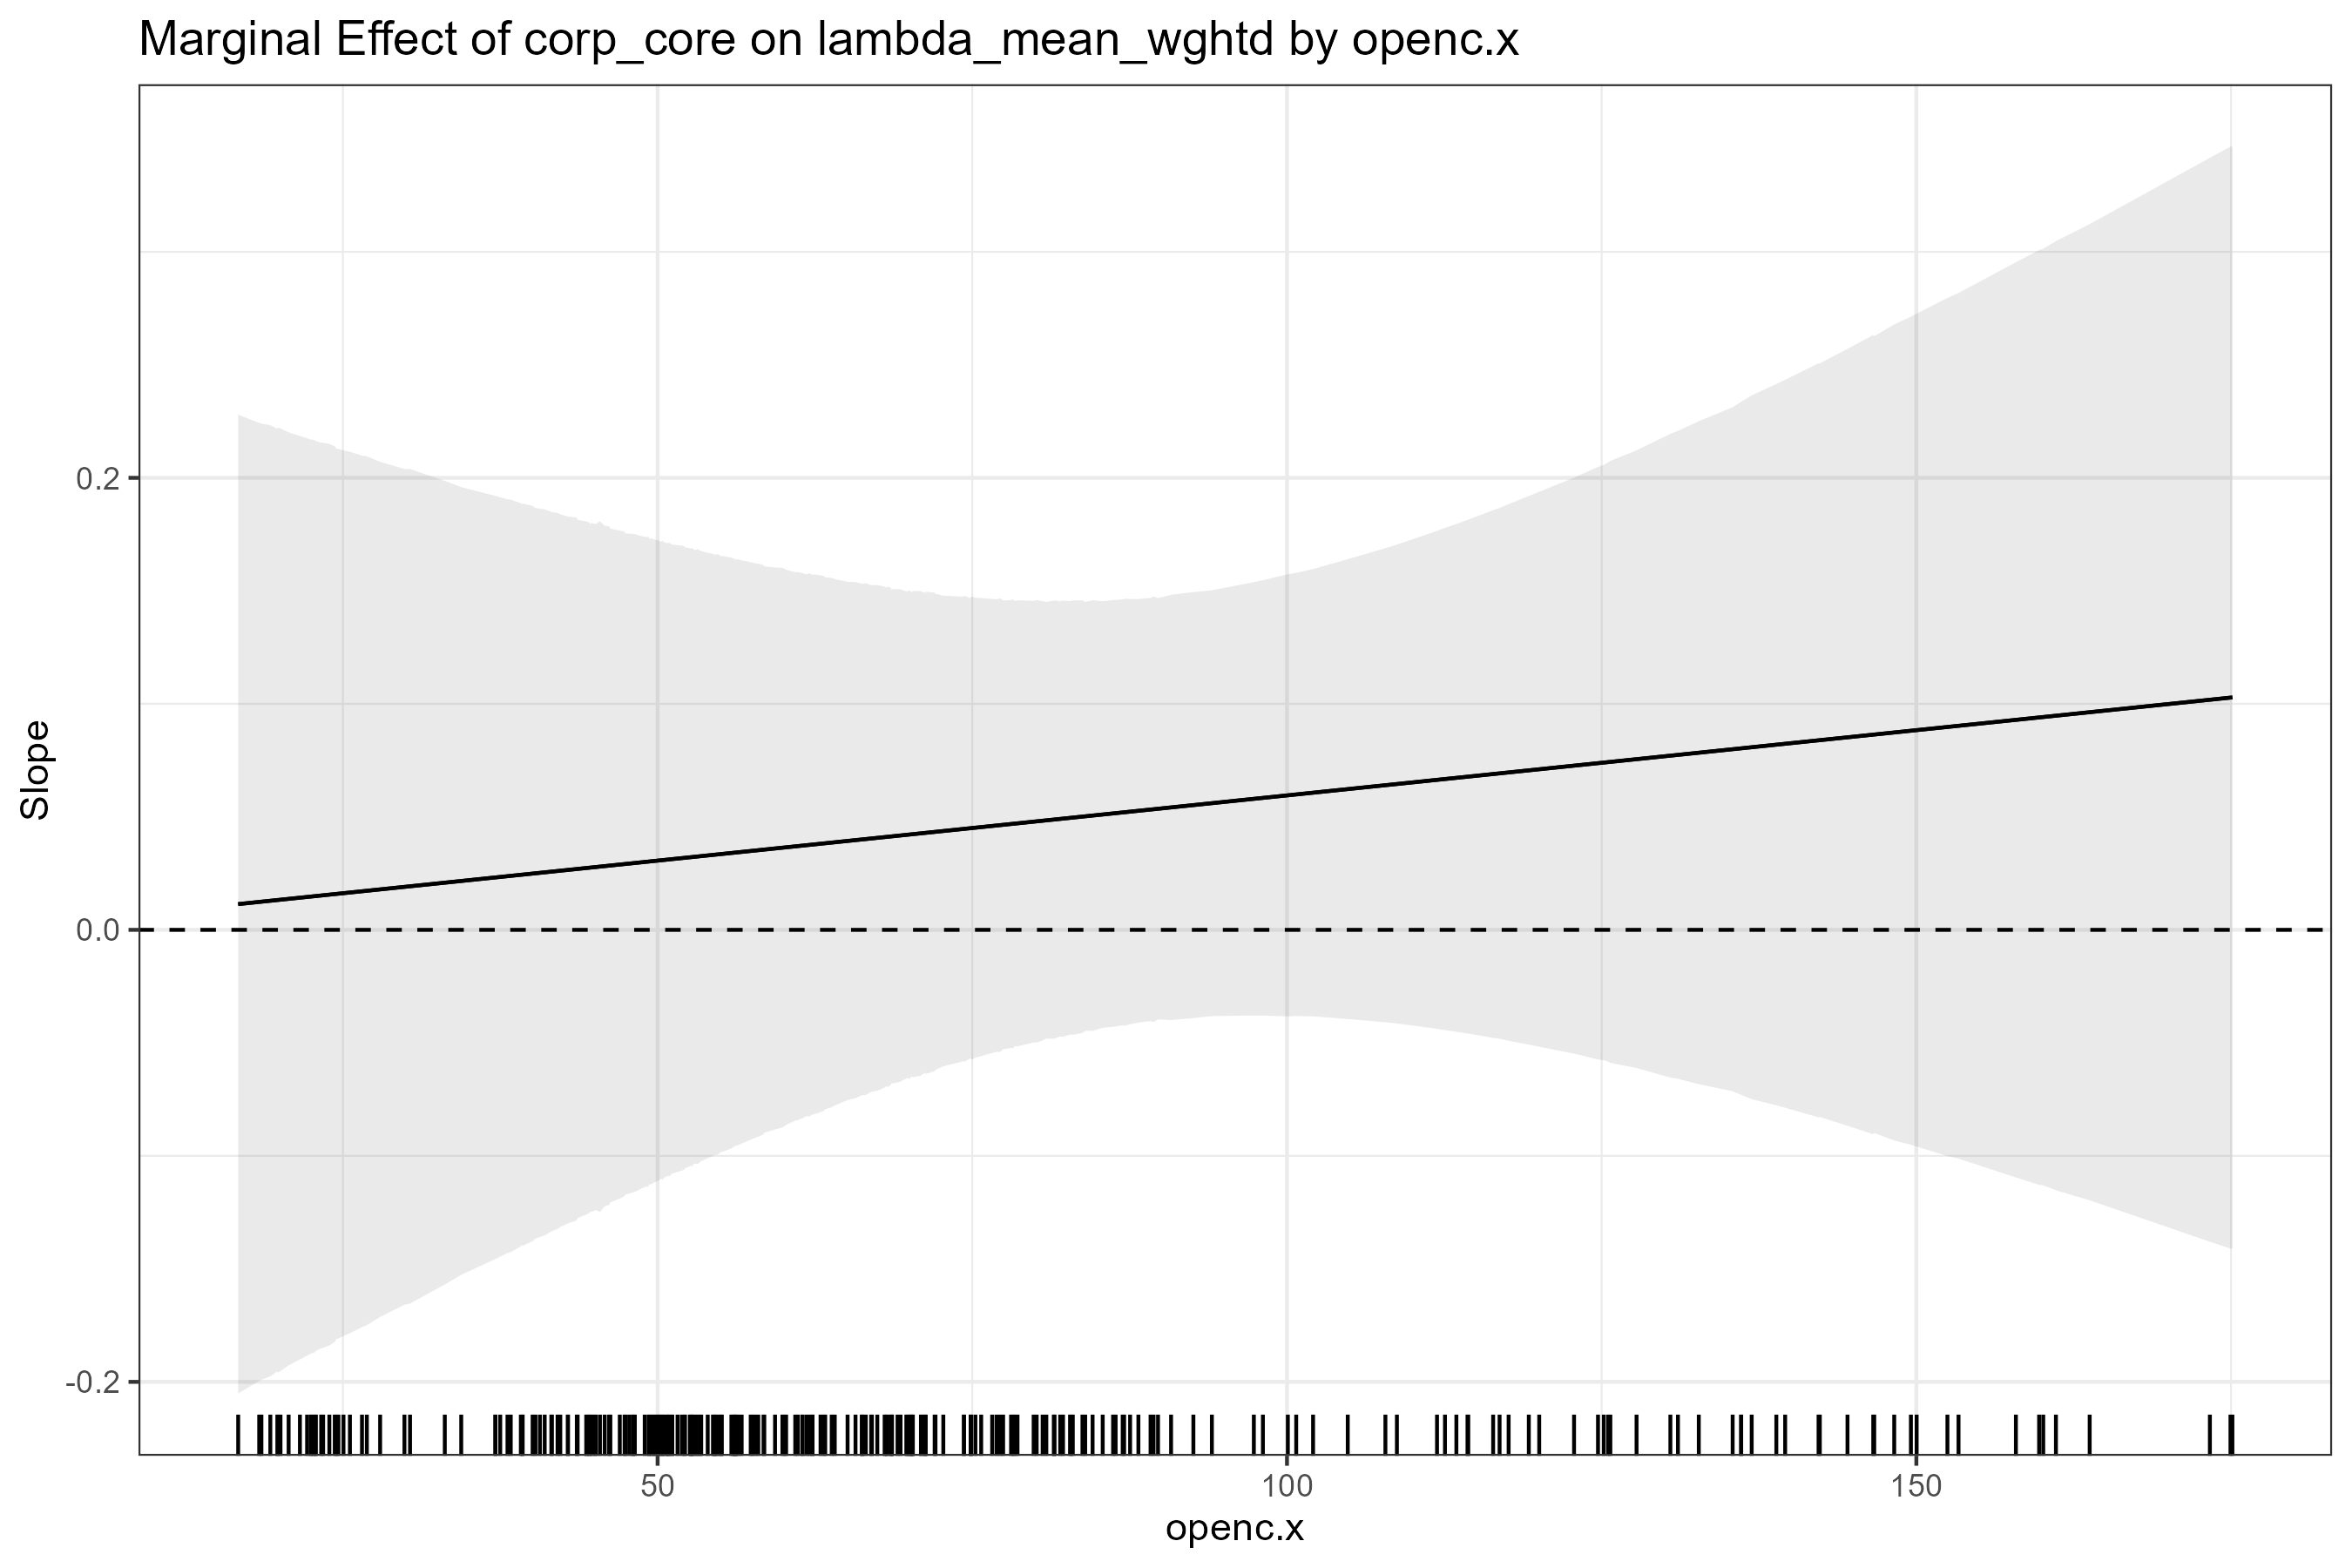 Marginal Effect of corp_core on lambda_mean_wghtd by openc.x
Slope
0.2
0.0
-0.2
50
100
150
openc.x